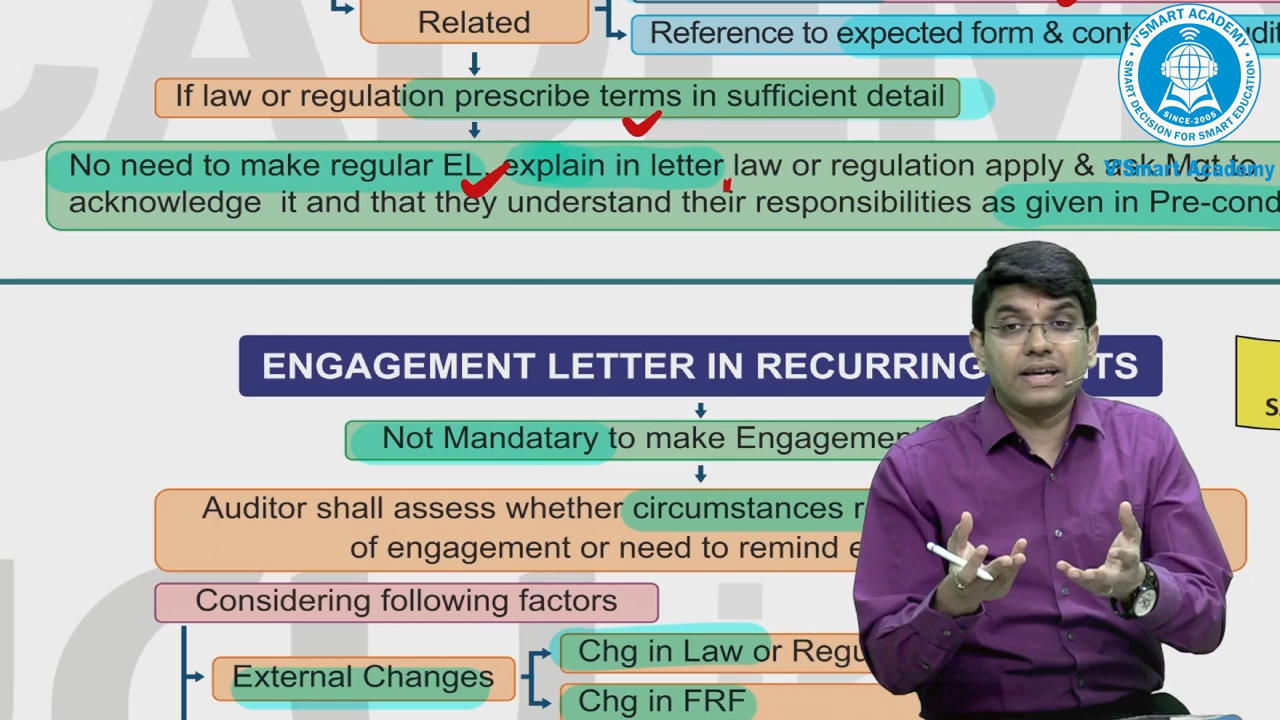 Related
Reference to expected form & cont
If law or regulation prescribe terms in sufficient detail
No need to make regular EL, explain in letter law or regulation apply & ask Mgt to
acknowledge it and that they understand their responsibilities as given in Pre-cond
V'SMART ACADEMY
SMART DECISION FOR SMART EDUCATION
SINCE-2005
V'Smart Academy
ENGAGEMENT LETTER IN RECURRING
Not Mandatary to make Engagement
Auditor shall assess whether circumstances r
of engagement or need to remind e
Considering following factors
External Changes
Chg in Law or Regu
Chg in FRF